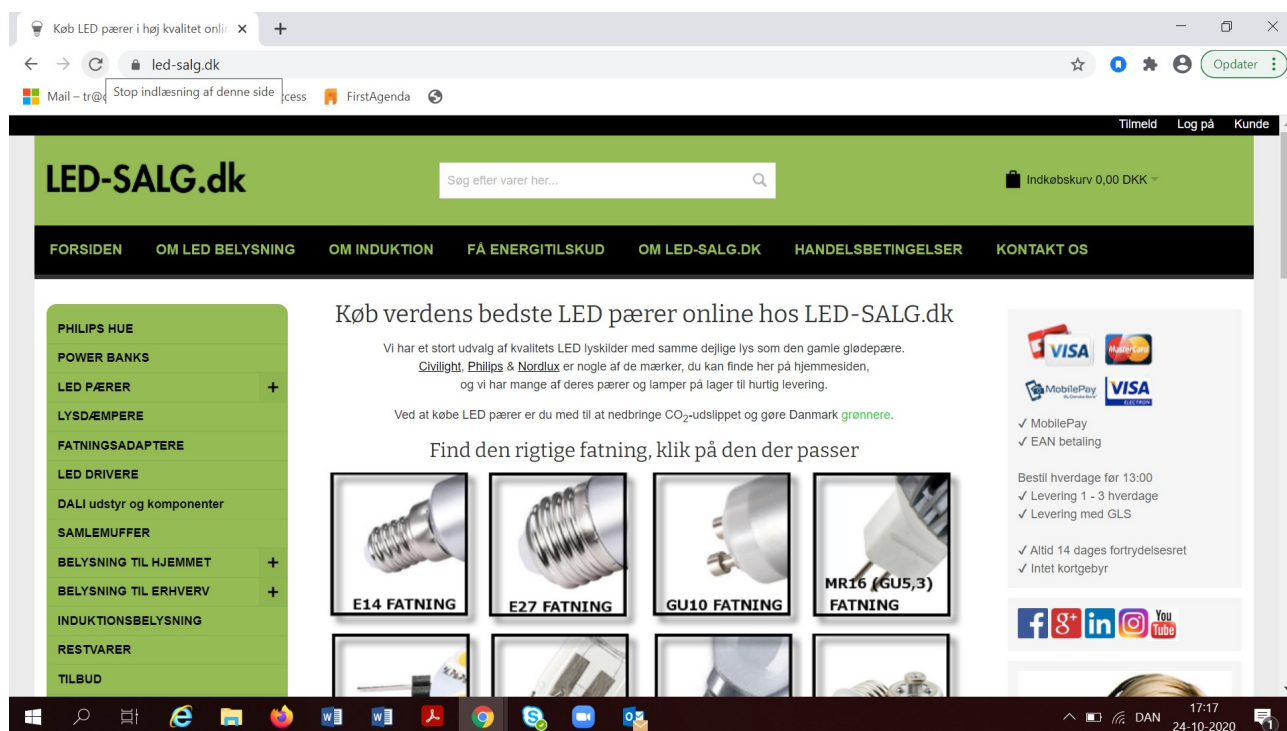 Køb LED pærer i høj kvalitet onlin
led-salg.dk
Opdater
Mail – tr@
Stop indlæsning af denne side
FirstAgenda
Tilmeld Log på Kunde
LED-SALG.dk
Søg efter varer her...
Indkøbskurv 0,00 DKK
FORSIDEN OM LED BELYSNING OM INDUKTION FÅ ENERGITILSKUD OM LED-SALG.DK HANDELSBETINGELSER KONTAKT OS
PHILIPS HUE
POWER BANKS
LED PÆRER +
LYSDÆMPERE
FATNINGSADAPTERE
LED DRIVERE
DALI udstyr og komponenter
SAMLEMUFFER
BELYSNING TIL HJEMMET +
BELYSNING TIL ERHVERV +
INDUKTIONSBELYSNING
RESTVARER
TILBUD
Køb verdens bedste LED pærer online hos LED-SALG.dk
Vi har et stort udvalg af kvalitets LED lyskilder med samme dejlige lys som den gamle glødepære.
Civilight, Philips & Nordlux er nogle af de mærker, du kan finde her på hjemmesiden,
og vi har mange af deres pærer og lamper på lager til hurtig levering.
Ved at købe LED pærer er du med til at nedbringe CO₂-udslippet og gøre Danmark grønnere.
Find den rigtige fatning, klik på den der passer
E14 FATNING
E27 FATNING
GU10 FATNING
MR16 (GU5,3)
FATNING
VISA MasterCard
MobilePay VISA
ELECTRON
✓ MobilePay
✓ EAN betaling
Bestil hverdage før 13:00
✓ Levering 1 - 3 hverdage
✓ Levering med GLS
✓ Altid 14 dages fortrydelsesret
✓ Intet kortgebyr
f g+ in You
Tube
DAN
17:17
24-10-2020